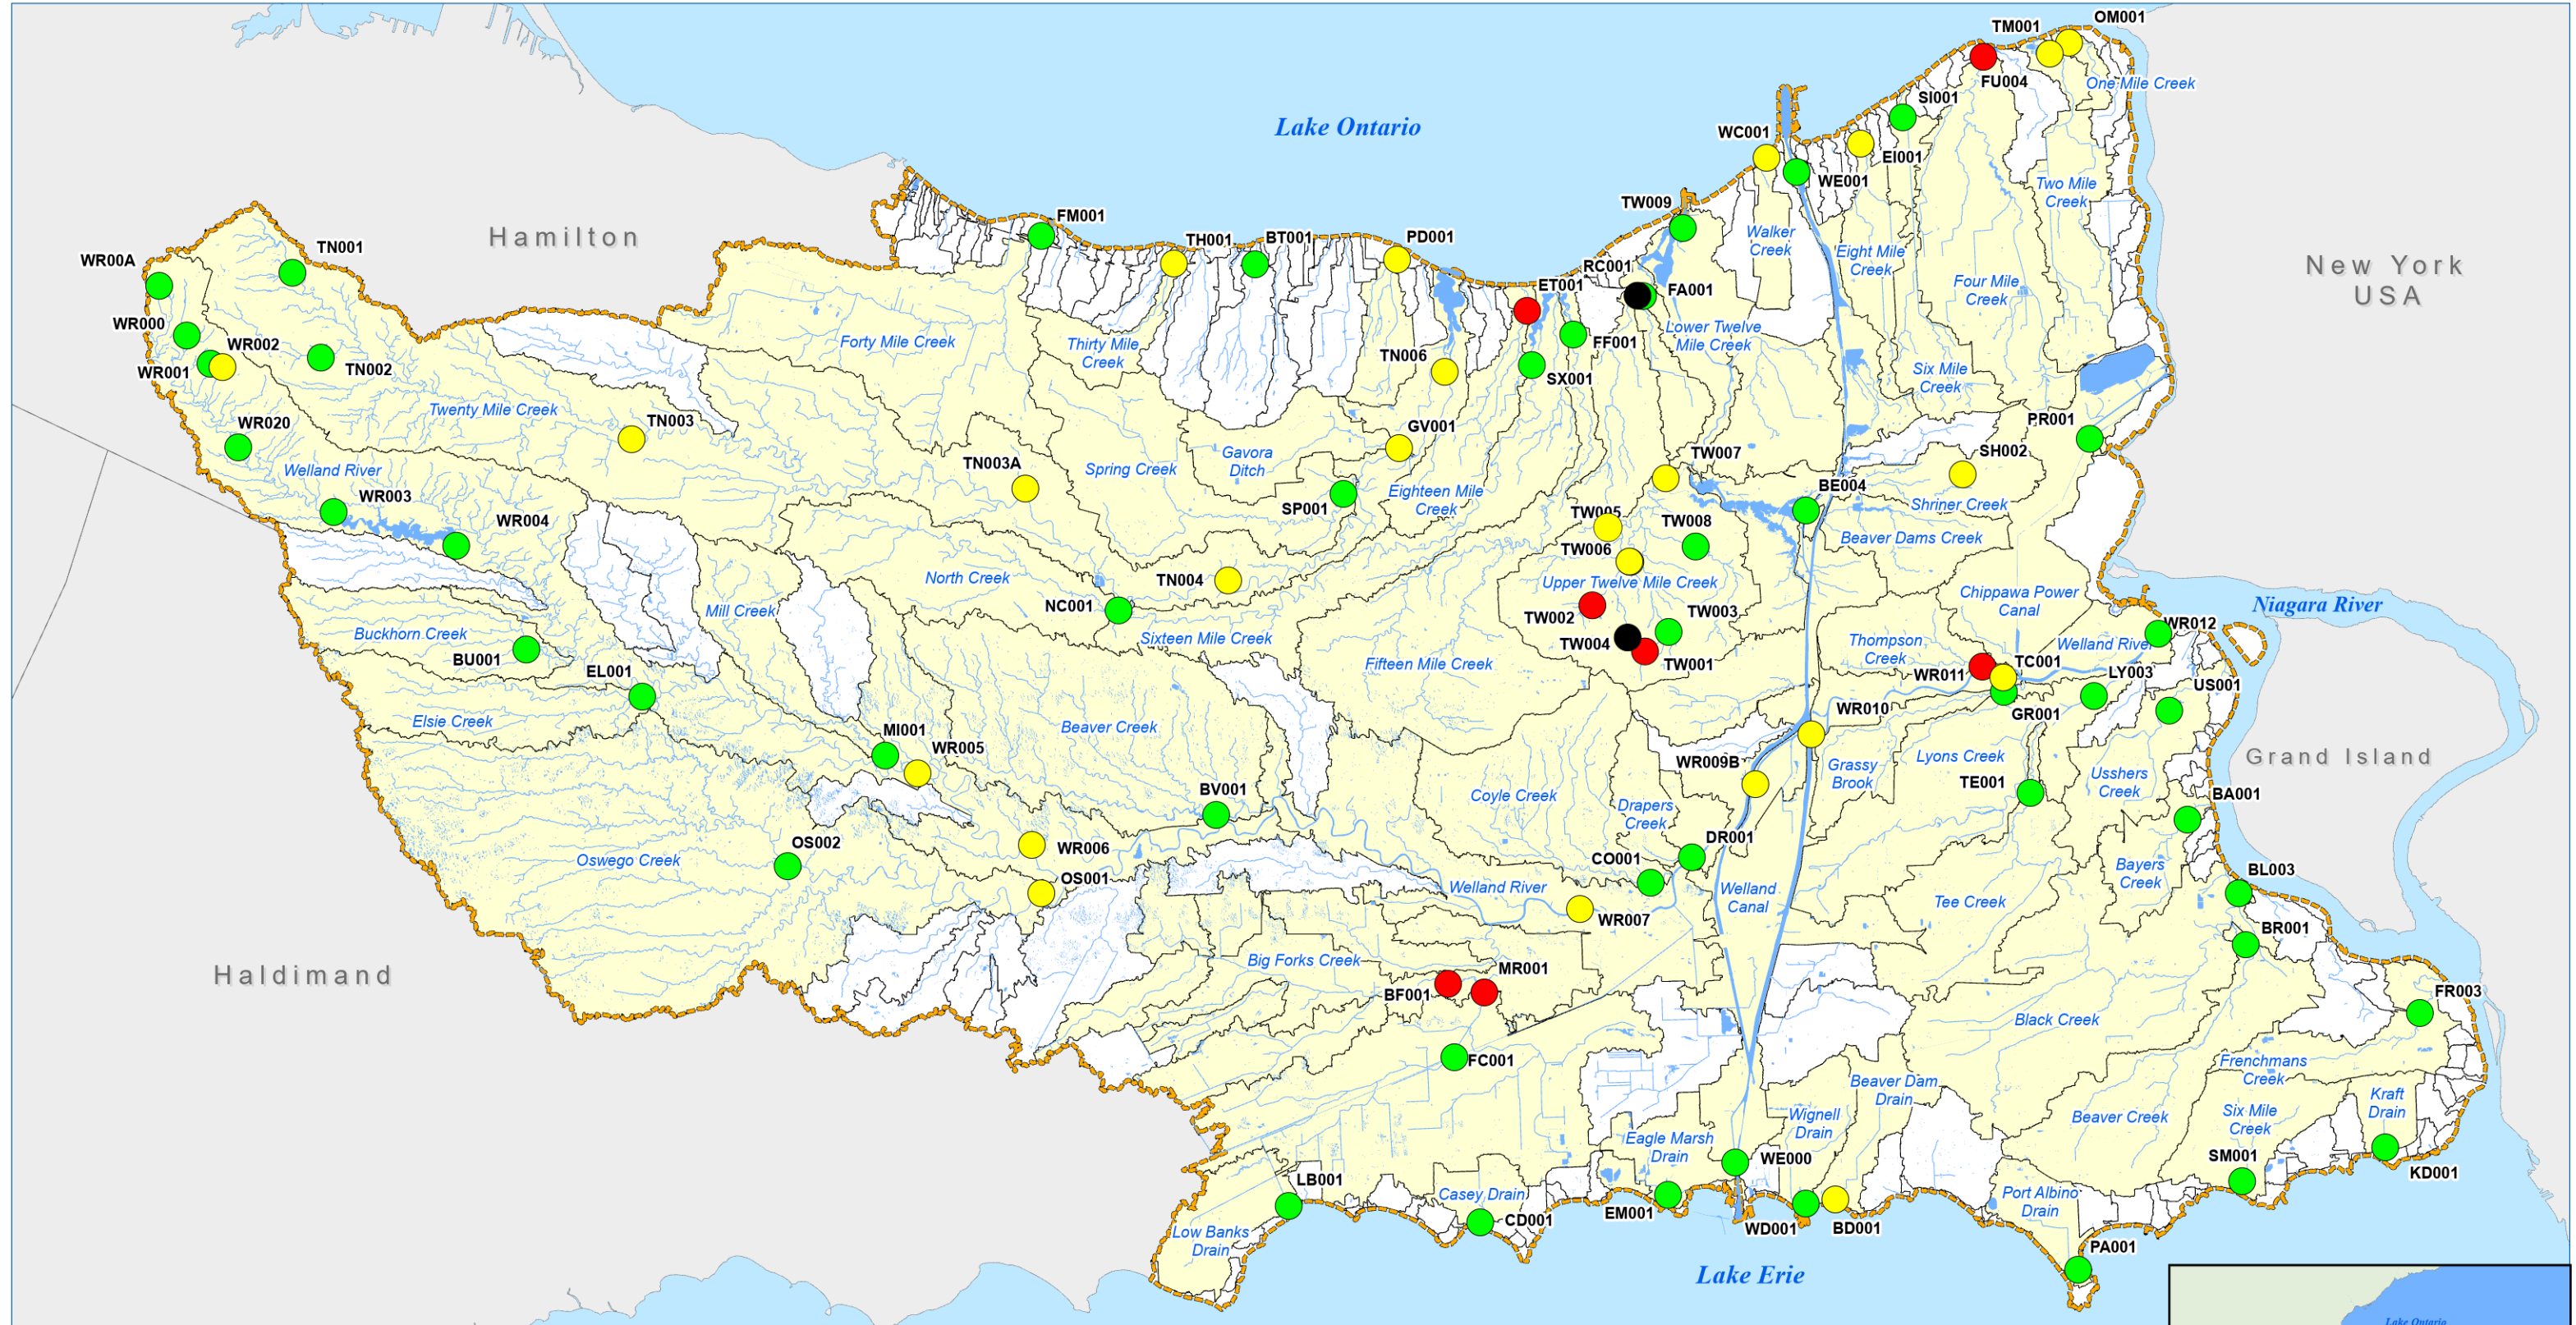 OM001
TM001
FU004
One Mile Creek
SI001
Lake Ontario
WC001
EI001
WE001
Two Mile
Creek
TW009
FM001
Hamilton
TH001
BT001
PD001
Walker
Creek
Eight Mile
Creek
TN001
WR00A
RC001
FA001
ET001
Four Mile
Creek
New York
USA
WR000
WR002
WR001
TN002
Forty Mile Creek
Thirty Mile
Creek
TN006
FF001
Lower Twelve
Mile Creek
SX001
Six Mile
Creek
Twenty Mile Creek
TN003
WR020
PR001
GV001
Welland River
TN003A
Spring Creek
Gavora
Ditch
TW007
SH002
WR003
WR004
SP001
Eighteen Mile
Creek
BE004
Shriner Creek
TW005
TW008
Beaver Dams Creek
TW006
North Creek
TN004
Upper Twelve Mile Creek
Chippawa Power
Canal
Niagara River
NC001
Mill Creek
TW002
TW003
Buckhorn Creek
Sixteen Mile Creek
TW004
TW001
Thompson
Creek
Welland River
WR012
BU001
EL001
Fifteen Mile Creek
WR011
TC001
LY003
US001
Elsie Creek
Beaver Creek
WR010
GR001
MI001
WR005
WR009B
Grassy
Brook
Lyons Creek
Grand Island
TE001
Usshers
Creek
BA001
BV001
Coyle Creek
Drapers
Creek
DR001
OS002
WR006
CO001
Oswego Creek
OS001
Welland River
WR007
Welland
Canal
Tee Creek
Bayers
Creek
BL003
BR001
Haldimand
Big Forks Creek
MR001
BF001
FR003
Black Creek
FC001
Frenchmans
Creek
Beaver Dam
Drain
Wignell
Drain
Beaver Creek
Six Mile
Creek
Kraft
Drain
Eagle Marsh
Drain
WE000
SM001
KD001
LB001
Casey Drain
CD001
EM001
WD001
BD001
Port Albino
Drain
Low Banks
Drain
PA001
Lake Erie
Lake Ontario